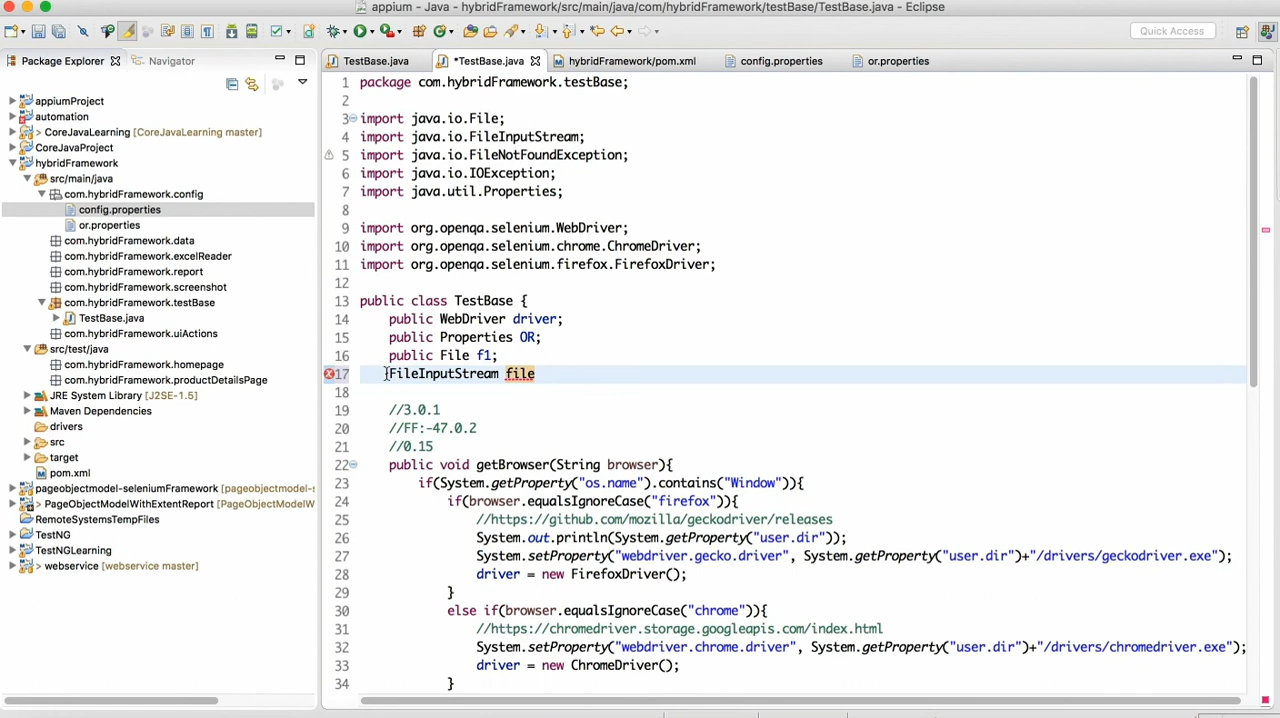 appium - Java - hybridFramework/src/main/java/com/hybridFramework/testBase/TestBase.java - Eclipse
Quick Access
Package Explorer
Navigator
TestBase.java
*TestBase.java
hybridFramework/pom.xml
config.properties
or.properties
appiumProject
automation
> CoreJavaLearning [CoreJavaLearning master]
CoreJavaProject
hybridFramework
src/main/java
com.hybridFramework.config
config.properties
or.properties
com.hybridFramework.data
com.hybridFramework.excelReader
com.hybridFramework.report
com.hybridFramework.screenshot
com.hybridFramework.testBase
TestBase.java
com.hybridFramework.uiActions
src/test/java
com.hybridFramework.homepage
com.hybridFramework.productDetailsPage
JRE System Library [J2SE-1.5]
Maven Dependencies
drivers
src
target
pom.xml
pageobjectmodel-seleniumFramework [pageobjectmodel-s
> PageObjectModelWithExtentReport [PageObjectModelW
RemoteSystemsTempFiles
TestNG
TestNGLearning
> webservice [webservice master]
1 package com.hybridFramework.testBase;
2
3 import java.io.File;
4 import java.io.FileInputStream;
5 import java.io.FileNotFoundException;
6 import java.io.IOException;
7 import java.util.Properties;
8
9 import org.openqa.selenium.WebDriver;
10 import org.openqa.selenium.chrome.ChromeDriver;
11 import org.openqa.selenium.firefox.FirefoxDriver;
12
13 public class TestBase {
14 public WebDriver driver;
15 public Properties OR;
16 public File f1;
17 FileInputStream file
18
19 //3.0.1
20 //FF:-47.0.2
21 //0.15
22 public void getBrowser(String browser){
23 if(System.getProperty("os.name").contains("Window")){
24 if(browser.equalsIgnoreCase("firefox")){
25 //https://github.com/mozilla/geckodriver/releases
26 System.out.println(System.getProperty("user.dir"));
27 System.setProperty("webdriver.gecko.driver", System.getProperty("user.dir")+"/drivers/geckodriver.exe");
28 driver = new FirefoxDriver();
29 }
30 else if(browser.equalsIgnoreCase("chrome")){
31 //https://chromedriver.storage.googleapis.com/index.html
32 System.setProperty("webdriver.chrome.driver", System.getProperty("user.dir")+"/drivers/chromedriver.exe");
33 driver = new ChromeDriver();
34 }